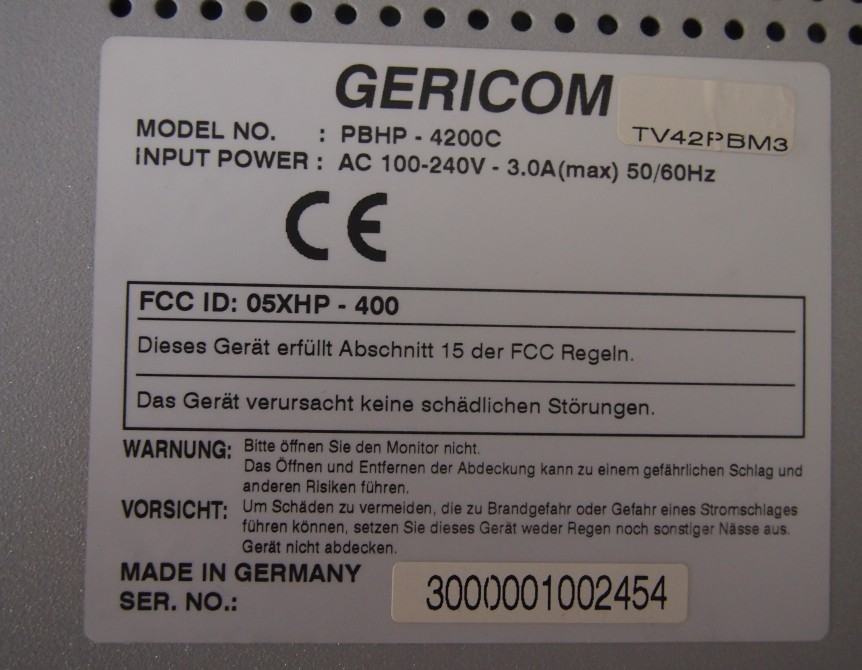 GERICOM
TV42PBM3
MODEL NO. : PBHP - 4200C
INPUT POWER : AC 100-240V - 3.0A(max) 50/60Hz
CE
FCC ID: 05XHP - 400
Dieses Gerät erfüllt Abschnitt 15 der FCC Regeln.
Das Gerät verursacht keine schädlichen Störungen.
WARNUNG: Bitte öffnen Sie den Monitor nicht.
Das Öffnen und Entfernen der Abdeckung kann zu einem gefährlichen Schlag und
anderen Risiken führen.
VORSICHT: Um Schäden zu vermeiden, die zu Brandgefahr oder Gefahr eines Stromschlages
führen können, setzen Sie dieses Gerät weder Regen noch sonstiger Nässe aus.
Gerät nicht abdecken.
MADE IN GERMANY
SER. NO.: 3000001002454